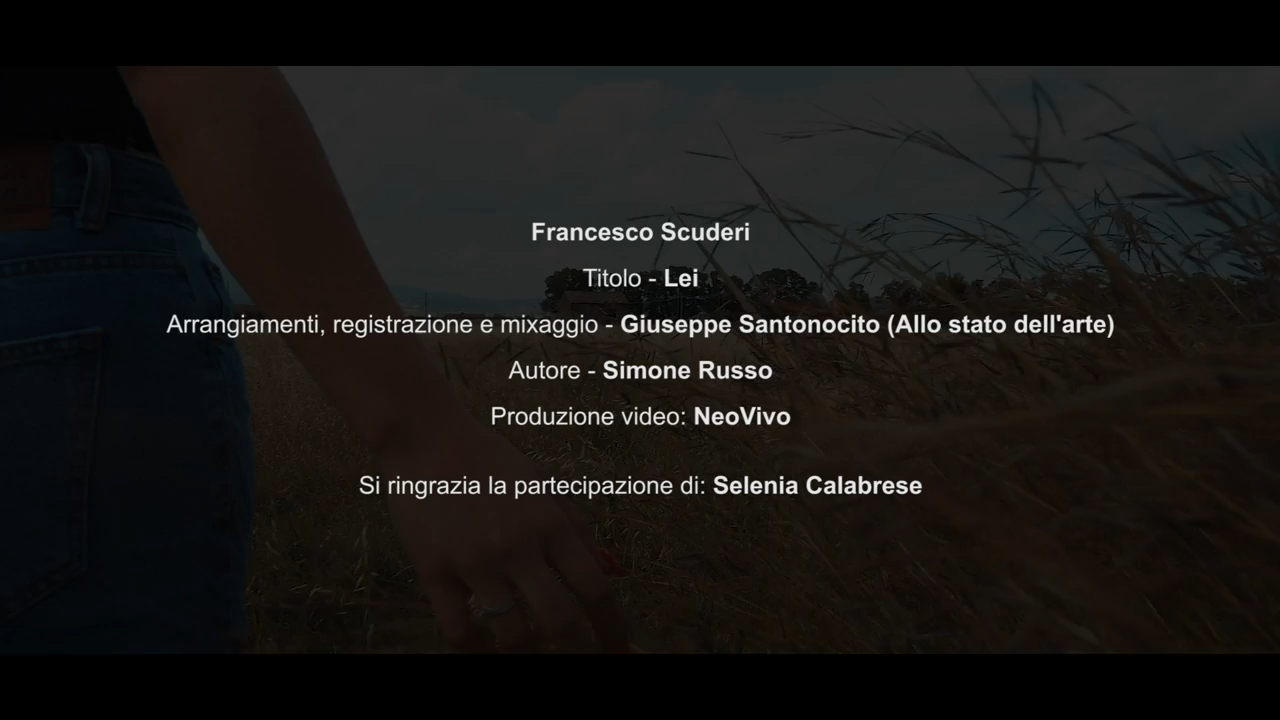 Francesco Scuderi
Titolo - Lei
Arrangiamenti, registrazione e mixaggio - Giuseppe Santonocito (Allo stato dell'arte)
Autore - Simone Russo
Produzione video: NeoVivo
Si ringrazia la partecipazione di: Selenia Calabrese